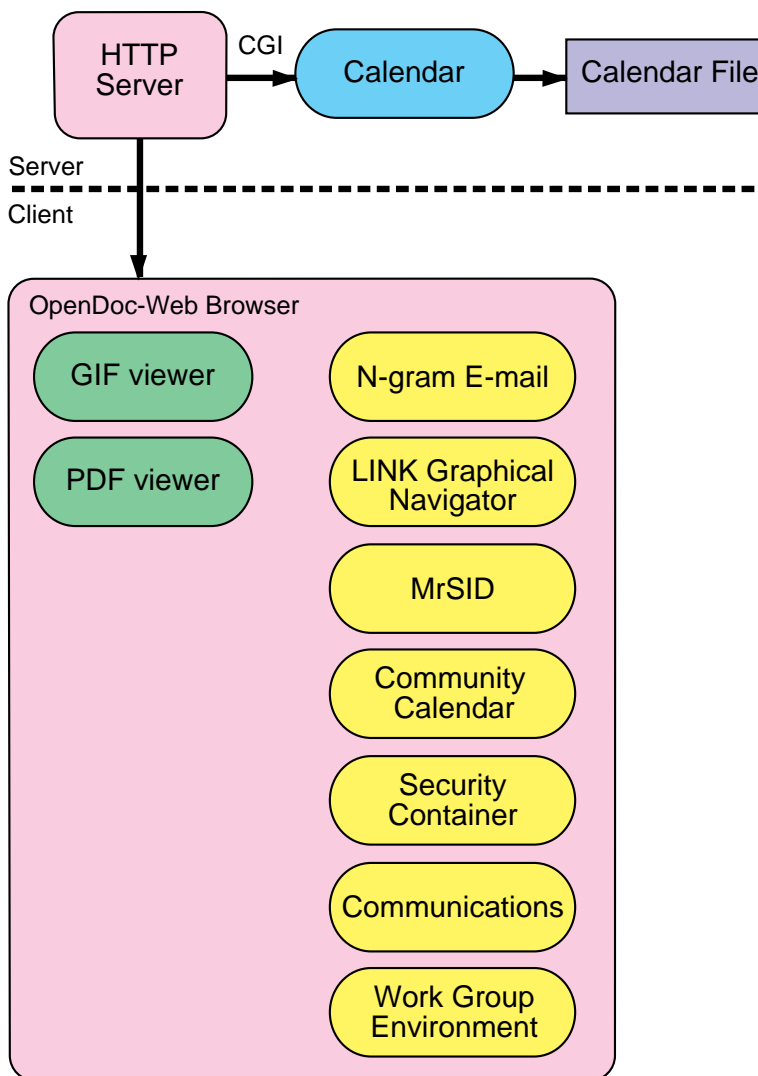 HTTP
Server
CGI
Calendar
Calendar File
Server
Client
OpenDoc-Web Browser
GIF viewer
PDF viewer
N-gram E-mail
LINK Graphical
Navigator
MrSID
Community
Calendar
Security
Container
Communications
Work Group
Environment